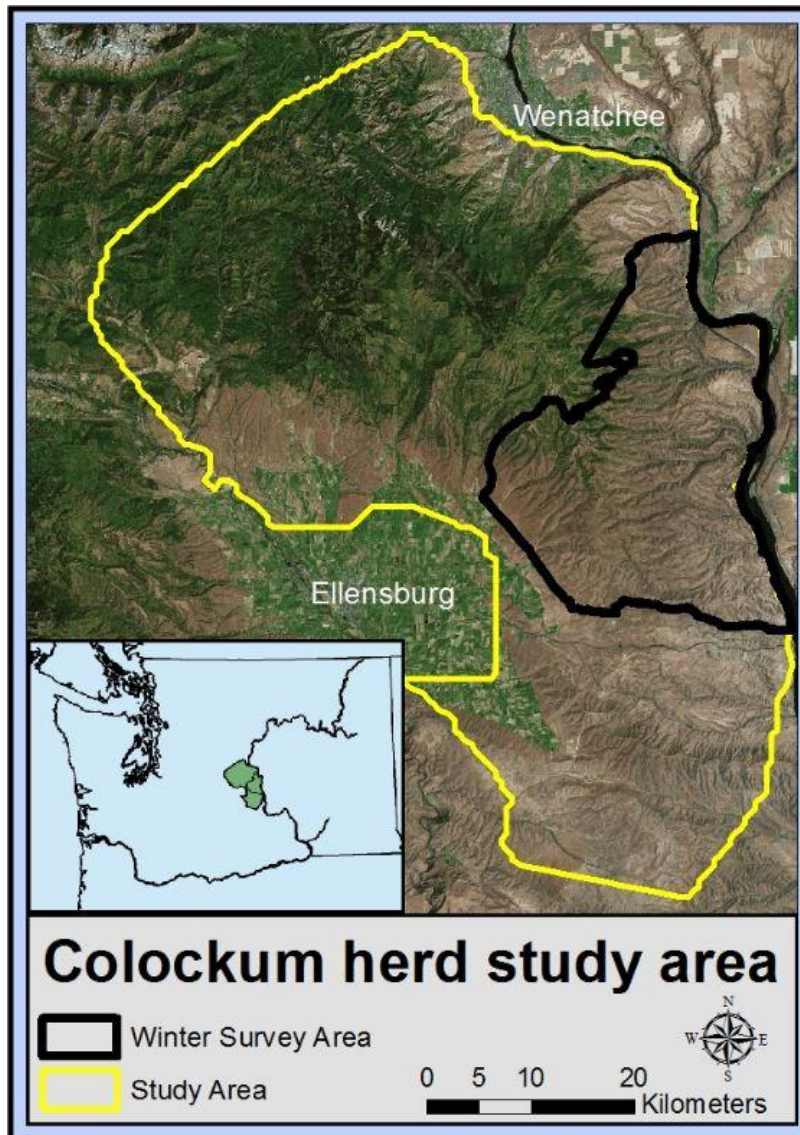 Wenatchee
Ellensburg
Colockum herd study area
Winter Survey Area
Study Area
N
W E
S
0 5 10 20
Kilometers